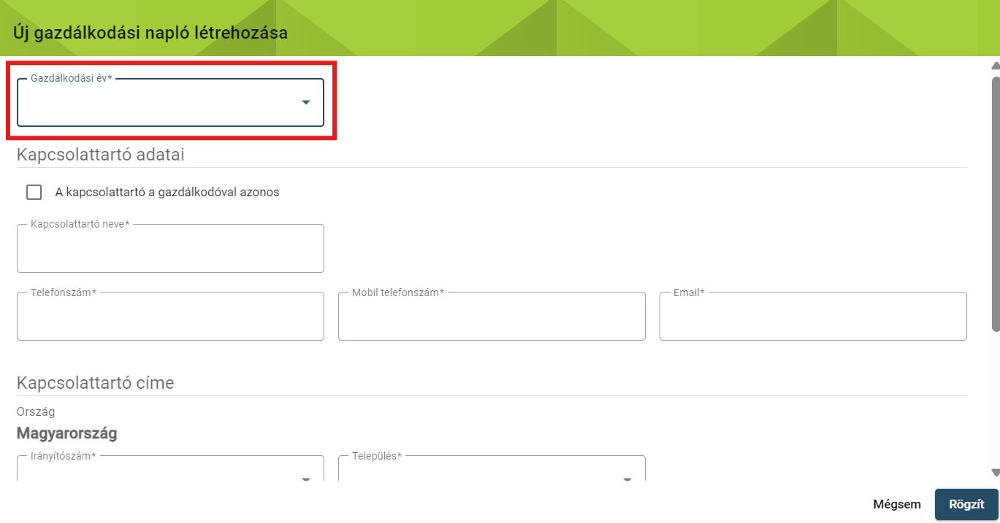 Új gazdálkodási napló létrehozása
Gazdálkodási év*
Kapcsolattartó adatai
A kapcsolattartó a gazdálkodóval azonos
Kapcsolattartó neve*
Telefonszám* Mobil telefonszám* Email*
Kapcsolattartó címe
Ország
Magyarország
Irányítószám* Település*
Mégsem Rögzít